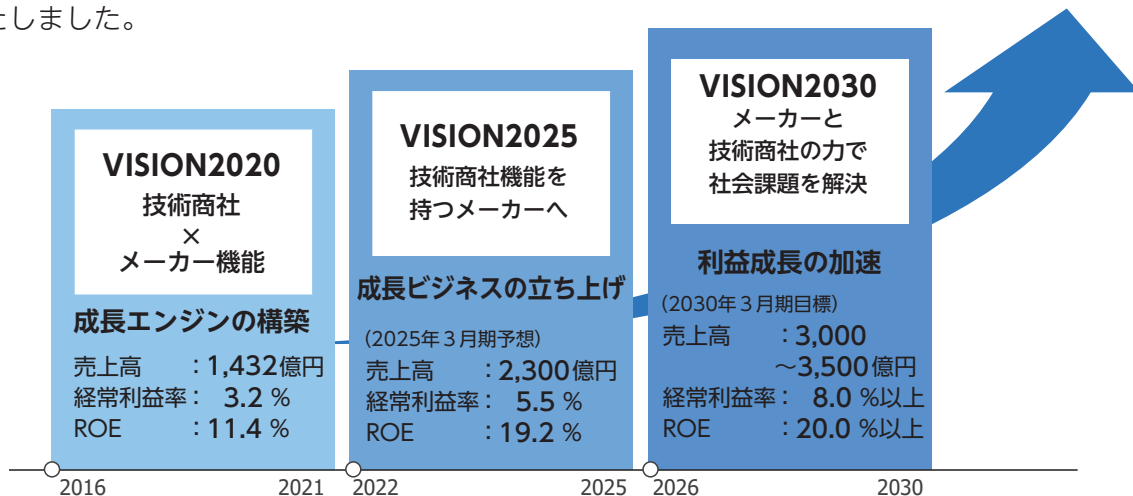 たしました。
VISION2020
技術商社
×
メーカー機能
成長エンジンの構築
売上高 ：1,432億円
経常利益率： 3.2 %
ROE ：11.4 %
VISION2025
技術商社機能を
持つメーカーへ
成長ビジネスの立ち上げ
（2025年３月期予想）
売上高 ：2,300億円
経常利益率： 5.5 %
ROE ：19.2 %
VISION2030
メーカーと
技術商社の力で
社会課題を解決
利益成長の加速
（2030年３月期目標）
売上高 ：3,000
～3,500億円
経常利益率： 8.0 %以上
ROE ：20.0 %以上
2016 2021 2022 2025 2026 2030